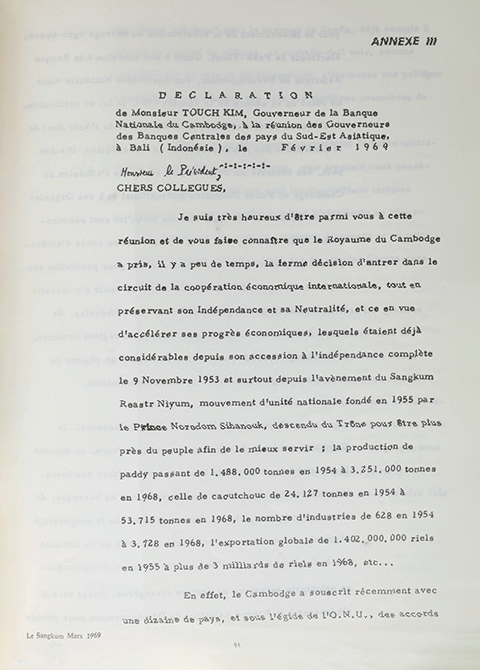 ANNEXE III
DECLARATION
de Monsieur TOUCH KIM, Gouverneur de la Banque
Nationale du Cambodge, à la réunion des Gouverneurs
des Banques Centrales des pays du Sud-Est Asiatique,
à Bali (Indonésie), le Février 1969
-:-:-:-:-:-
Monsieur le Président,
CHERS COLLEGUES,
Je suis très heureux d'être parmi vous à cette
réunion et de vous faire connaître que le Royaume du Cambodge
a pris, il y a peu de temps, la ferme décision d'entrer dans le
circuit de la coopération économique internationale, tout en
préservant son Indépendance et sa Neutralité, et ce en vue
d'accélérer ses progrès économiques, lesquels étaient déjà
considérables depuis son accession à l'indépendance complète
le 9 Novembre 1953 et surtout depuis l'avènement du Sangkum
Reastr Niyum, mouvement d'unité nationale fondé en 1955 par
le Prince Norodom Sihanouk, descendu du Trône pour être plus
près du peuple afin de le mieux servir ; la production de
paddy passant de 1.488.000 tonnes en 1954 à 3.251.000 tonnes
en 1968, celle de caoutchouc de 24.127 tonnes en 1954 à
53.715 tonnes en 1968, le nombre d'industries de 628 en 1954
à 3.728 en 1968, l'exportation globale de 1.402.000.000 riels
en 1955 à plus de 3 milliards de riels en 1968, etc...
En effet, le Cambodge a souscrit récemment avec
une dizaine de pays, et sous l'égide de l'O.N.U., des accords
Le Sangkum Mars 1969